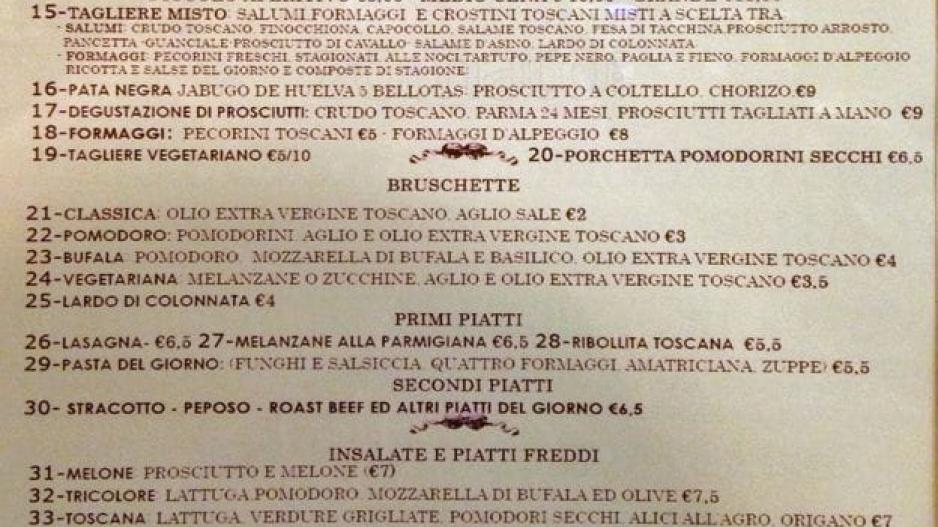 15-TAGLIERE MISTO: SALUMI, FORMAGGI E CROSTINI TOSCANI MISTI A SCELTA TRA
- SALUMI: CRUDO TOSCANO, FINOCCHIONA, CAPOCOLLO, SALAME TOSCANO, FESA DI TACCHINA, PROSCIUTTO ARROSTO,
PANCETTA -GUANCIALE-PROSCIUTTO DI CAVALLO- SALAME D'ASINO, LARDO DI COLONNATA
- FORMAGGI: PECORINI FRESCHI, STAGIONATI, ALLE NOCI, TARTUFO, PEPE NERO, PAGLIA E FIENO, FORMAGGI D'ALPEGGIO
RICOTTA E SALSE DEL GIORNO E COMPOSTE DI STAGIONE
16-PATA NEGRA JABUGO DE HUELVA 5 BELLOTAS: PROSCIUTTO A COLTELLO, CHORIZO, €9
17-DEGUSTAZIONE DI PROSCIUTTI: CRUDO TOSCANO, PARMA 24 MESI, PROSCIUTTI TAGLIATI A MANO €9
18-FORMAGGI: PECORINI TOSCANI €5 - FORMAGGI D'ALPEGGIO €8
19-TAGLIERE VEGETARIANO €5/10 20-PORCHETTA POMODORINI SECCHI €6,5
BRUSCHETTE
21-CLASSICA: OLIO EXTRA VERGINE TOSCANO, AGLIO SALE €2
22-POMODORO: POMODORINI, AGLIO E OLIO EXTRA VERGINE TOSCANO €3
23-BUFALA: POMODORO, MOZZARELLA DI BUFALA E BASILICO, OLIO EXTRA VERGINE TOSCANO €4
24-VEGETARIANA: MELANZANE O ZUCCHINE, AGLIO E OLIO EXTRA VERGINE TOSCANO €3,5
25-LARDO DI COLONNATA €4
PRIMI PIATTI
26-LASAGNA- €6,5 27-MELANZANE ALLA PARMIGIANA €6,5 28-RIBOLLITA TOSCANA €5,5
29-PASTA DEL GIORNO: (FUNGHI E SALSICCIA, QUATTRO FORMAGGI, AMATRICIANA, ZUPPE) €5,5
SECONDI PIATTI
30- STRACOTTO - PEPOSO - ROAST BEEF ED ALTRI PIATTI DEL GIORNO €6,5
INSALATE E PIATTI FREDDI
31-MELONE: PROSCIUTTO E MELONE (€7)
32-TRICOLORE: LATTUGA, POMODORO, MOZZARELLA DI BUFALA ED OLIVE €7,5
33-TOSCANA: LATTUGA, VERDURE GRIGLIATE, POMODORI SECCHI, ALICI ALL'AGRO, ORIGANO €7